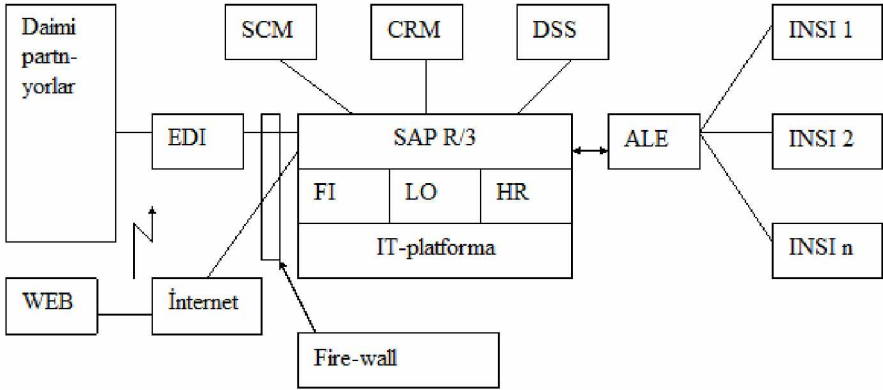 Daimi
partn-
yorlar
SCM
CRM
DSS
INSI 1
EDI
SAP R/3
ALE
INSI 2
FI
LO
HR
IT-platforma
INSI n
WEB
İnternet
Fire-wall